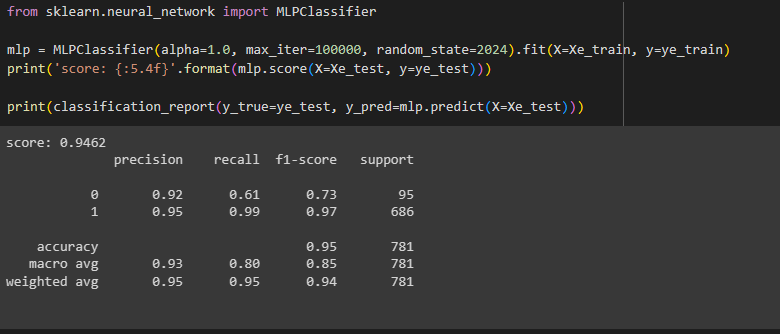 from sklearn.neural_network import MLPClassifier
mlp = MLPClassifier(alpha=1.0, max_iter=100000, random_state=2024).fit(X=Xe_train, y=ye_train)
print('score: {:5.4f}'.format(mlp.score(X=Xe_test, y=ye_test)))
print(classification_report(y_true=ye_test, y_pred=mlp.predict(X=Xe_test)))
score: 0.9462
precision recall f1-score support
0 0.92 0.61 0.73 95
1 0.95 0.99 0.97 686
accuracy 0.95 781
macro avg 0.93 0.80 0.85 781
weighted avg 0.95 0.95 0.94 781